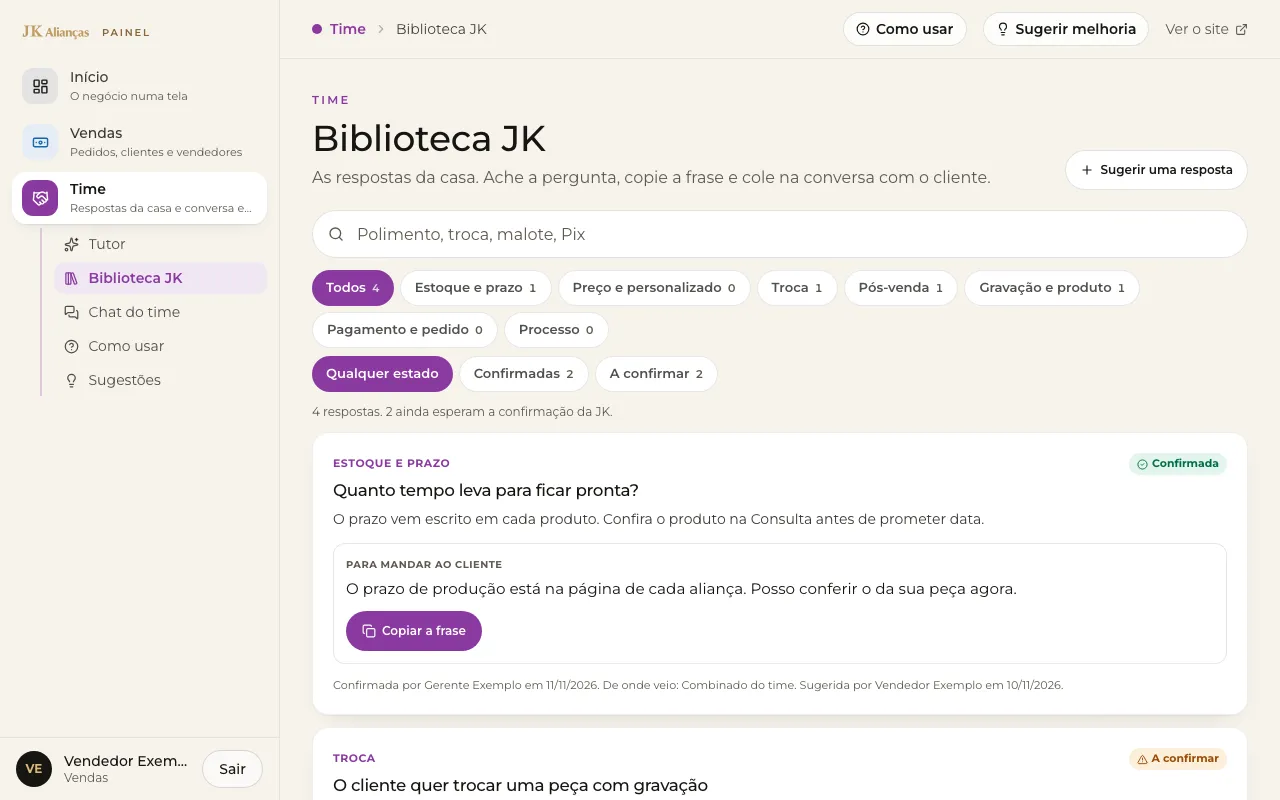 JK Alianças PAINEL
Início
O negócio numa tela
Vendas
Pedidos, clientes e vendedores
Time
Respostas da casa e conversa e...
Tutor
Biblioteca JK
Chat do time
Como usar
Sugestões
VE
Vendedor Exem...
Vendas
Sair
Time > Biblioteca JK
Como usar
Sugerir melhoria
Ver o site
TIME
Biblioteca JK
As respostas da casa. Ache a pergunta, copie a frase e cole na conversa com o cliente.
+ Sugerir uma resposta
Polimento, troca, malote, Pix
Todos 4 Estoque e prazo 1 Preço e personalizado 0 Troca 1 Pós-venda 1 Gravação e produto 1
Pagamento e pedido 0 Processo 0
Qualquer estado Confirmadas 2 A confirmar 2
4 respostas. 2 ainda esperam a confirmação da JK.
ESTOQUE E PRAZO Confirmada
Quanto tempo leva para ficar pronta?
O prazo vem escrito em cada produto. Confira o produto na Consulta antes de prometer data.
PARA MANDAR AO CLIENTE
O prazo de produção está na página de cada aliança. Posso conferir o da sua peça agora.
Copiar a frase
Confirmada por Gerente Exemplo em 11/11/2026. De onde veio: Combinado do time. Sugerida por Vendedor Exemplo em 10/11/2026.
TROCA A confirmar
O cliente quer trocar uma peça com gravação